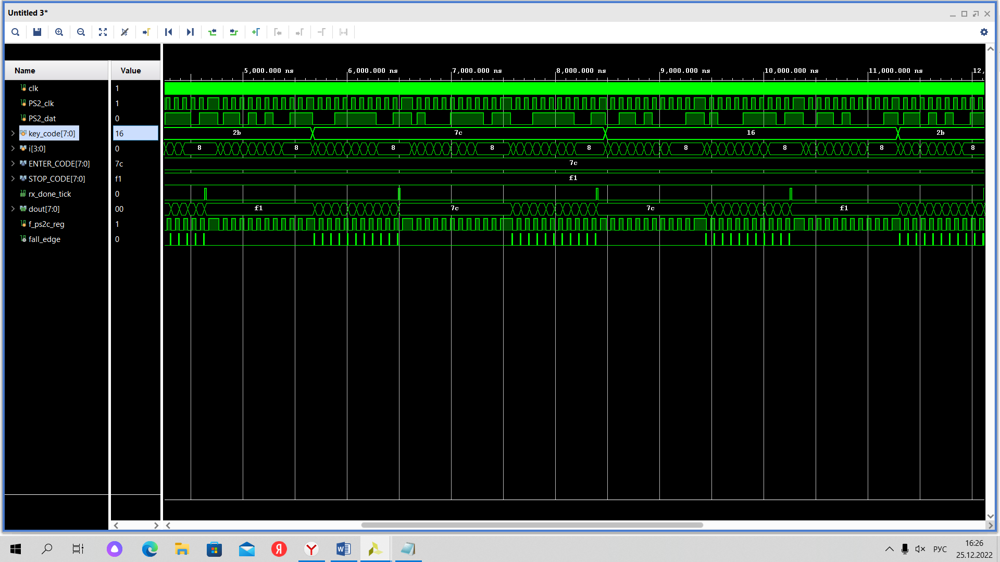 Untitled 3*
Name Value
5,000.000 ns 6,000.000 ns 7,000.000 ns 8,000.000 ns 9,000.000 ns 10,000.000 ns 11,000.000 ns 12,
clk 1
PS2_clk 1
PS2_dat 0
key_code[7:0] 16 2b 7c 16 2b
i[3:0] 0 8 8 8 8 8 8 8 8 8
ENTER_CODE[7:0] 7c 7c
STOP_CODE[7:0] f1 f1
rx_done_tick 0
dout[7:0] 00 f1 7c 7c f1
f_ps2c_reg 1
fall_edge 0
Я Y W
РУС
16:26
25.12.2022